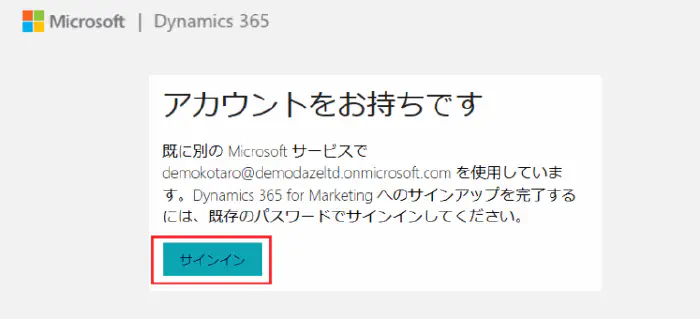 Microsoft | Dynamics 365
アカウントをお持ちです
既に別の Microsoft サービスで
demokotaro@demodazeltd.onmicrosoft.com を使用していま
す。Dynamics 365 for Marketing へのサインアップを完了する
には、既存のパスワードでサインインしてください。
サインイン